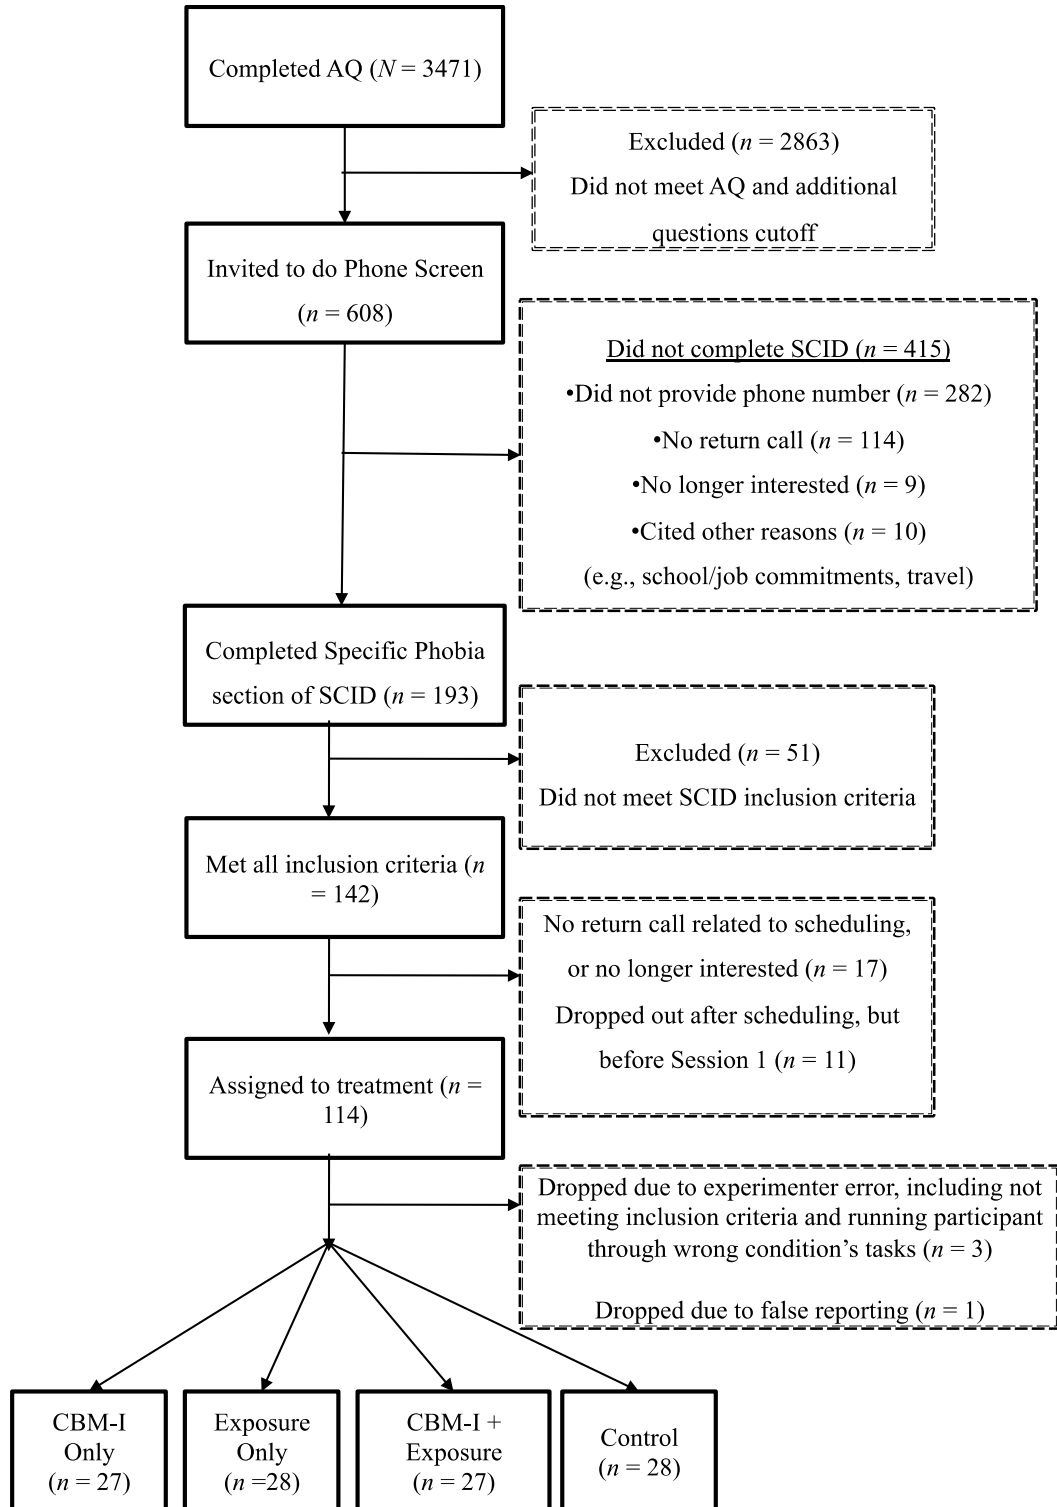 Completed AQ (N = 3471)
Excluded (n = 2863)
Did not meet AQ and additional
questions cutoff
Invited to do Phone Screen
(n = 608)
Did not complete SCID (n = 415)
•Did not provide phone number (n = 282)
•No return call (n = 114)
•No longer interested (n = 9)
•Cited other reasons (n = 10)
(e.g., school/job commitments, travel)
Completed Specific Phobia
section of SCID (n = 193)
Excluded (n = 51)
Did not meet SCID inclusion criteria
Met all inclusion criteria (n
= 142)
No return call related to scheduling,
or no longer interested (n = 17)
Dropped out after scheduling, but
before Session 1 (n = 11)
Assigned to treatment (n =
114)
Dropped due to experimenter error, including not
meeting inclusion criteria and running participant
through wrong condition’s tasks (n = 3)
Dropped due to false reporting (n = 1)
CBM-I
Only
(n = 27)
Exposure
Only
(n =28)
CBM-I +
Exposure
(n = 27)
Control
(n = 28)